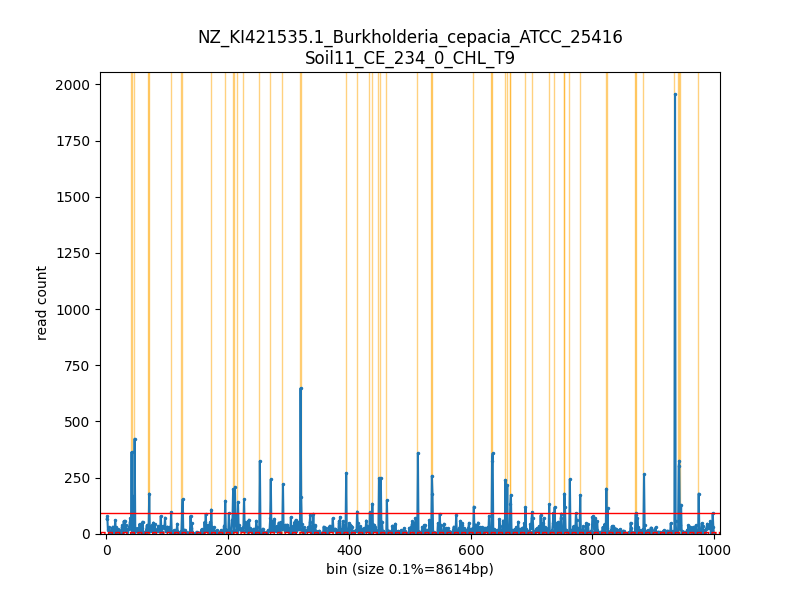 NZ_KI421535.1_Burkholderia_cepacia_ATCC_25416
Soil11_CE_234_0_CHL_T9
2000
1750
1500
1250
1000
750
500
250
0
read count
0 200 400 600 800 1000
bin (size 0.1%=8614bp)